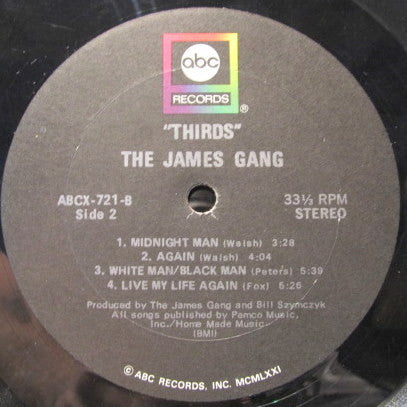 abc
RECORDS
®
"THIRDS"
THE JAMES GANG
ABCX-721-B 33⅓ RPM
Side 2 STEREO
1. MIDNIGHT MAN (Walsh) 3:28
2. AGAIN (Walsh) 4:04
3. WHITE MAN/BLACK MAN (Peters) 5:39
4. LIVE MY LIFE AGAIN (Fox) 5:26
Produced by The James Gang and Bill Szymczyk
All songs published by Pamco Music,
Inc./Home Made Music
(BMI)
© ABC RECORDS, INC. MCMLXXI